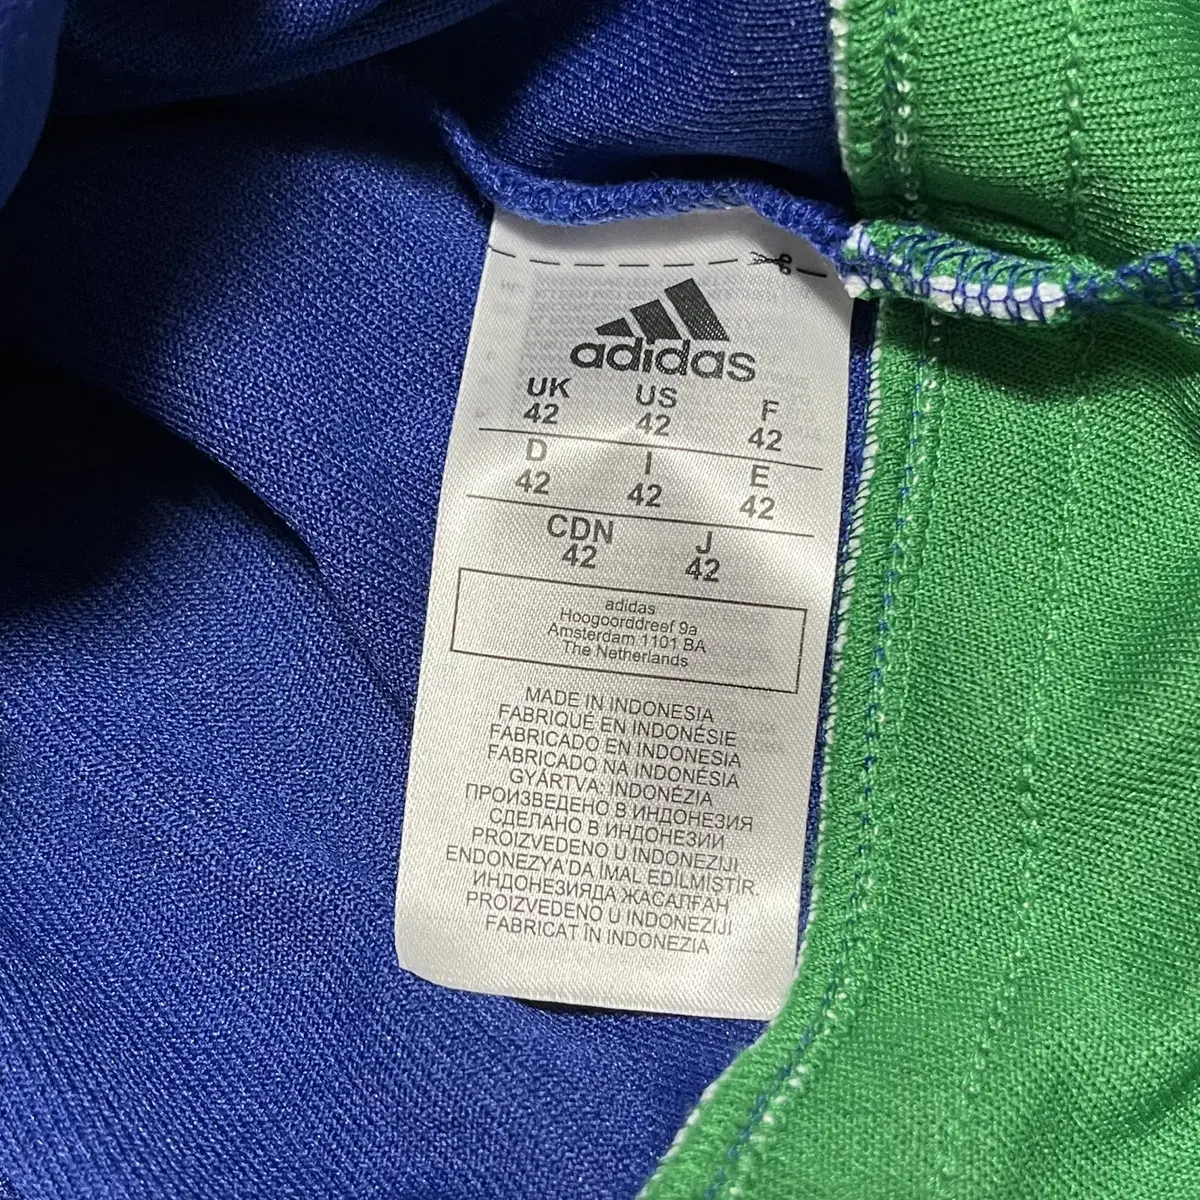 adidas
UK US F
42 42 42
D I E
42 42 42
CDN J
42 42
adidas
Hoogoorddreef 9a
Amsterdam 1101 BA
The Netherlands
MADE IN INDONESIA
FABRIQUÉ EN INDONÉSIE
FABRICADO EN INDONESIA
FABRICADO NA INDONÉSIA
GYÁRTVA: INDONÉZIA
ПРОИЗВЕДЕНО В ИНДОНЕЗИЯ
СДЕЛАНО В ИНДОНЕЗИИ
PROIZVEDENO U INDONEZIJI.
ENDONEZYA'DA İMAL EDİLMİŞTİR.
ИНДОНЕЗИЯДА ЖАСАЛҒАН
PROIZVEDENO U INDONEZIJI
FABRICAT ÎN INDONEZIA